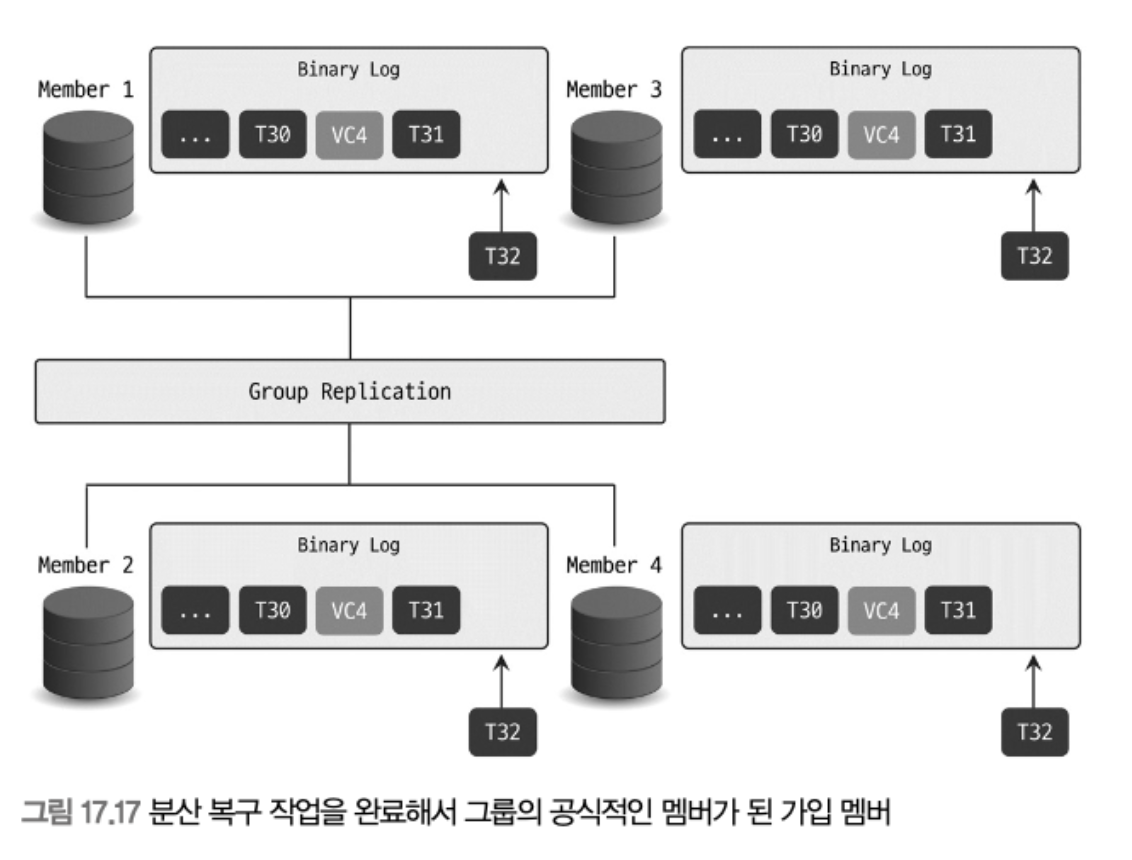 Member 1
Binary Log
... T30 VC4 T31
T32
Member 3
Binary Log
... T30 VC4 T31
T32
Group Replication
Member 2
Binary Log
... T30 VC4 T31
T32
Member 4
Binary Log
... T30 VC4 T31
T32
그림 17.17 분산 복구 작업을 완료해서 그룹의 공식적인 멤버가 된 가입 멤버